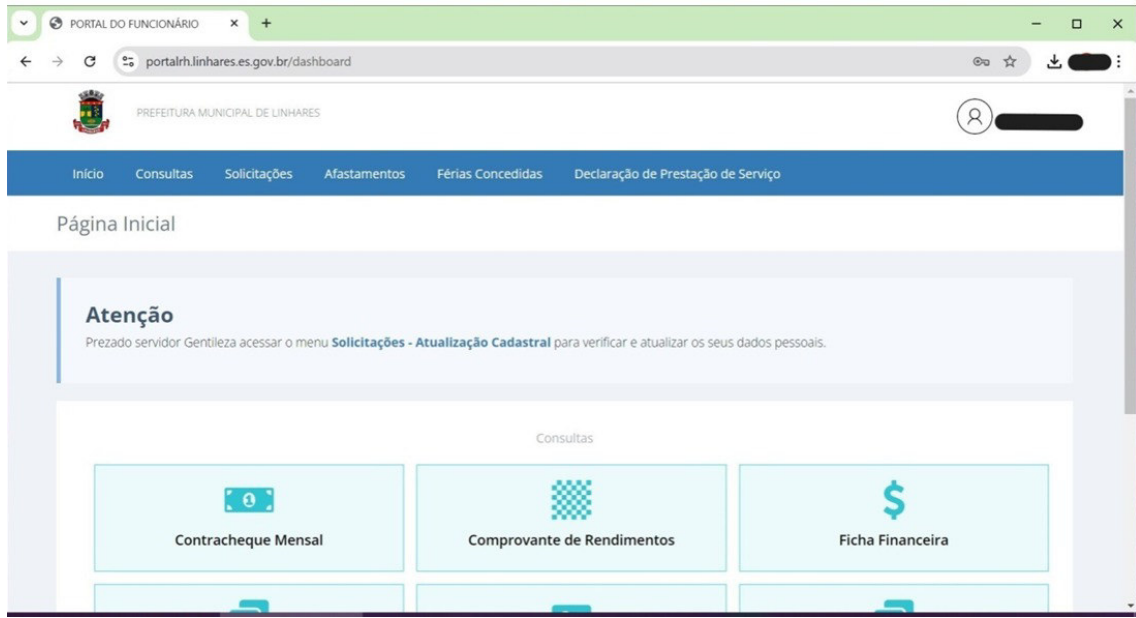 PORTAL DO FUNCIONÁRIO
portalrh.linhares.es.gov.br/dashboard
PREFEITURA MUNICIPAL DE LINHARES
Início Consultas Solicitações Afastamentos Férias Concedidas Declaração de Prestação de Serviço
Página Inicial
Atenção
Prezado servidor Gentileza acessar o menu Solicitações - Atualização Cadastral para verificar e atualizar os seus dados pessoais.
Consultas
Contracheque Mensal Comprovante de Rendimentos Ficha Financeira